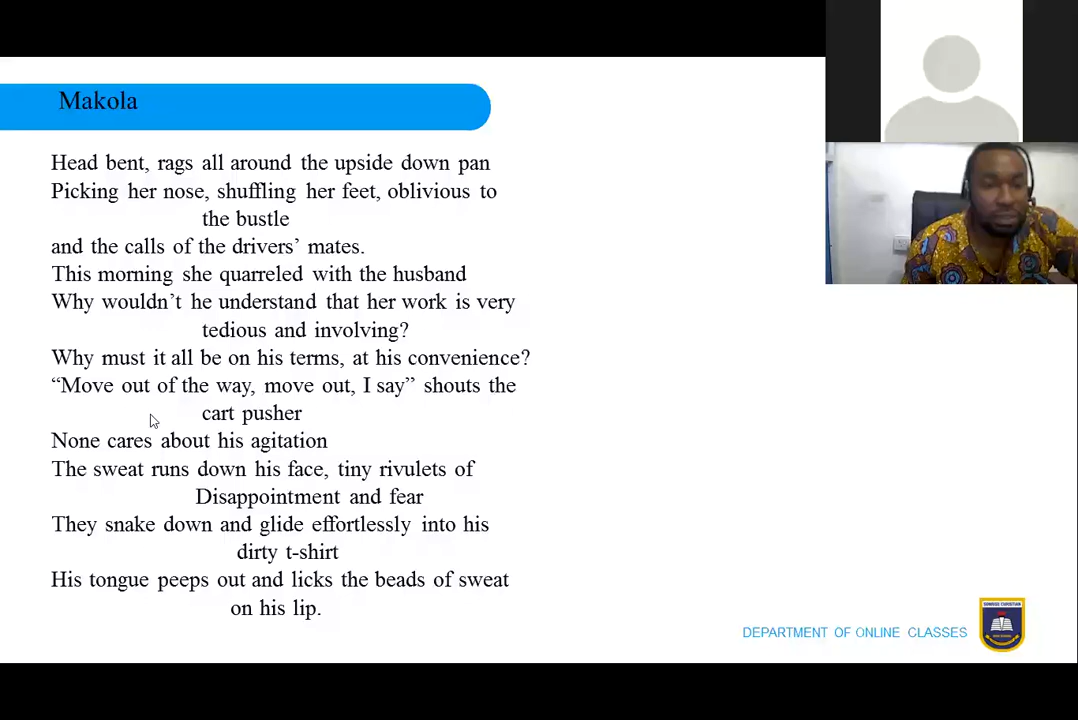 Makola
Head bent, rags all around the upside down pan
Picking her nose, shuffling her feet, oblivious to
the bustle
and the calls of the drivers’ mates.
This morning she quarreled with the husband
Why wouldn’t he understand that her work is very
tedious and involving?
Why must it all be on his terms, at his convenience?
“Move out of the way, move out, I say” shouts the
cart pusher
None cares about his agitation
The sweat runs down his face, tiny rivulets of
Disappointment and fear
They snake down and glide effortlessly into his
dirty t-shirt
His tongue peeps out and licks the beads of sweat
on his lip.
DEPARTMENT OF ONLINE CLASSES